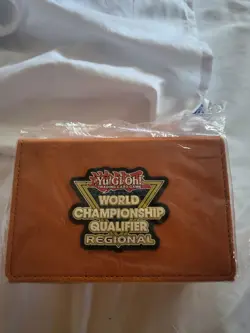 Yu-Gi-Oh!
TRADING CARD GAME
WORLD
CHAMPIONSHIP
QUALIFIER
REGIONAL